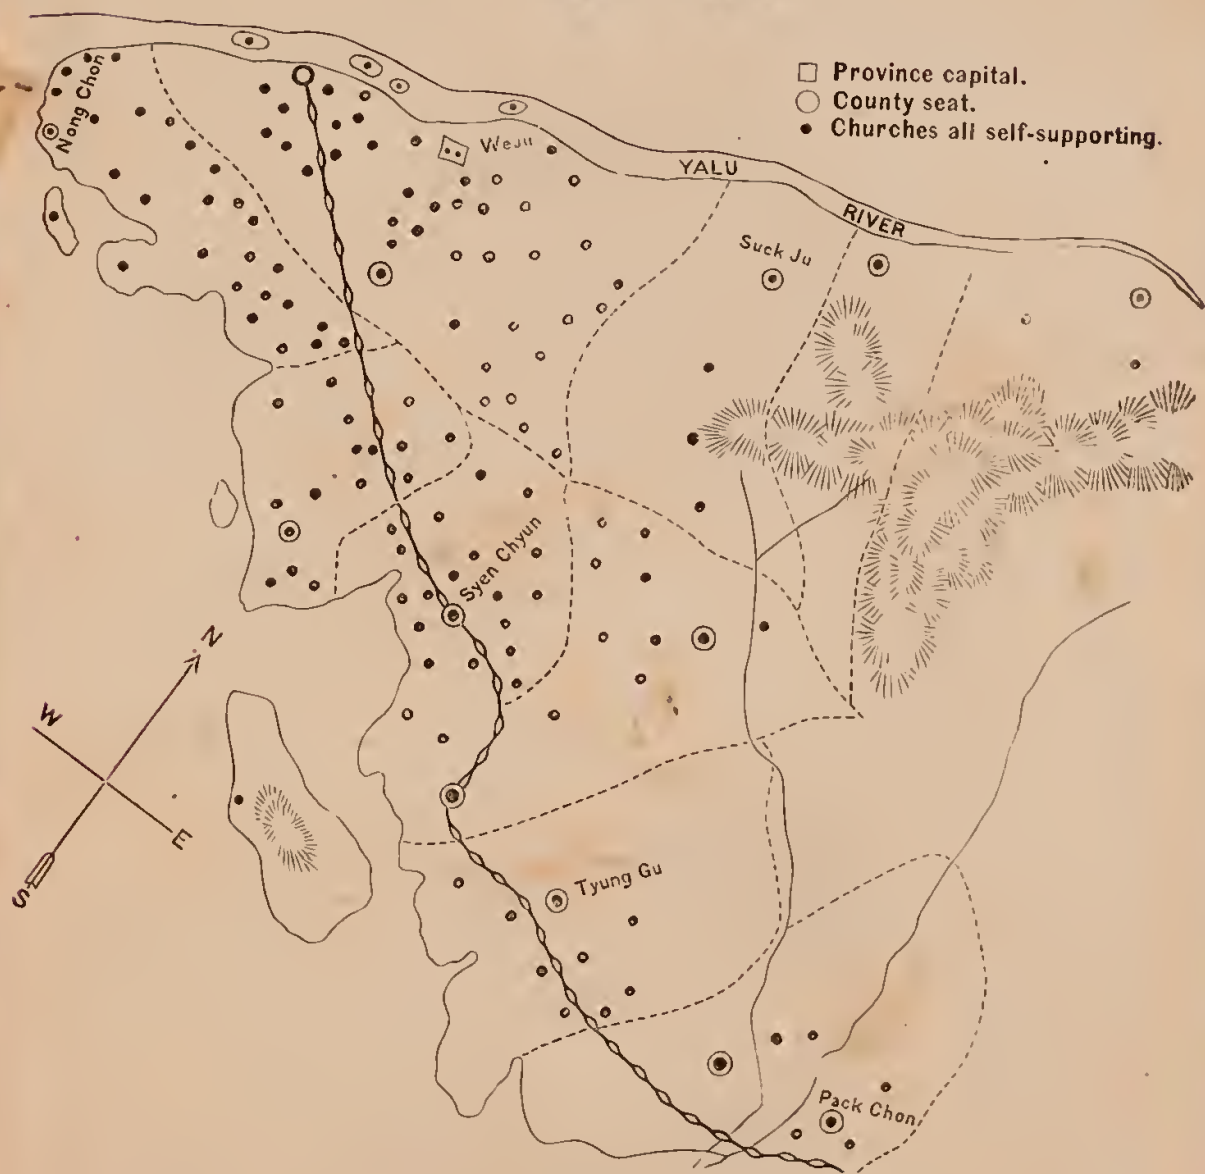 Province capital.
County seat.
Churches all self-supporting.
Nong Chon
WeJu
YALU
RIVER
Suck Ju
Syen Chyun
N
W
E
S
Tyung Gu
Pack Chon